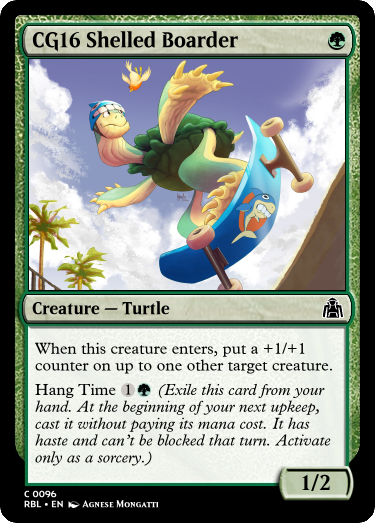 CG16 Shelled Boarder
Creature — Turtle
When this creature enters, put a +1/+1
counter on up to one other target creature.
Hang Time 1 (Exile this card from your
hand. At the beginning of your next upkeep,
cast it without paying its mana cost. It
has haste and can't be blocked that turn. Activate
only as a sorcery.)
1/2
C 0096
RBL • EN Agnese Mongatti